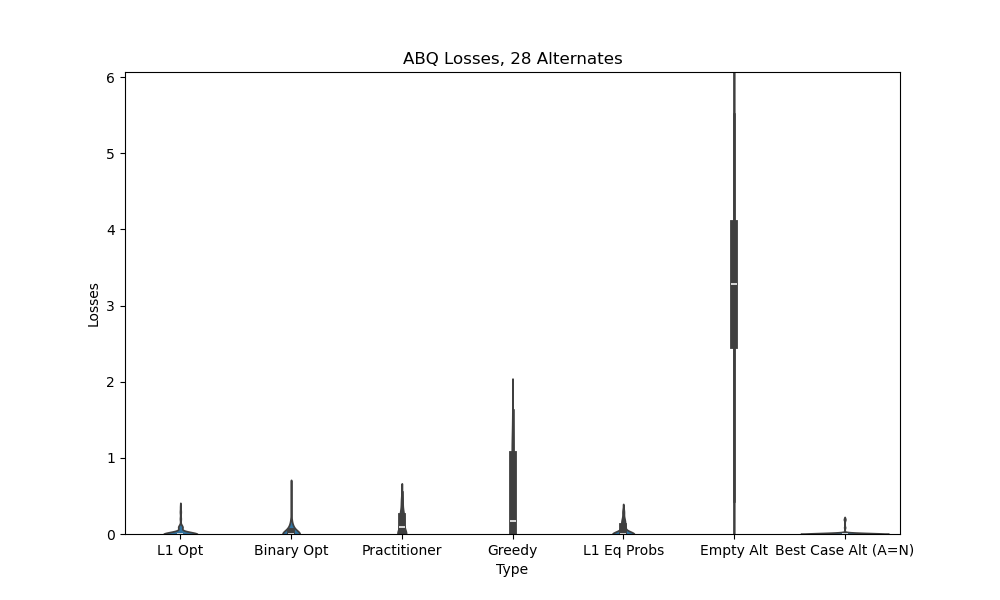 ABQ Losses, 28 Alternates
6
5
4
3
2
1
0
Losses
L1 Opt Binary Opt Practitioner Greedy L1 Eq Probs Empty Alt Best Case Alt (A=N)
Type